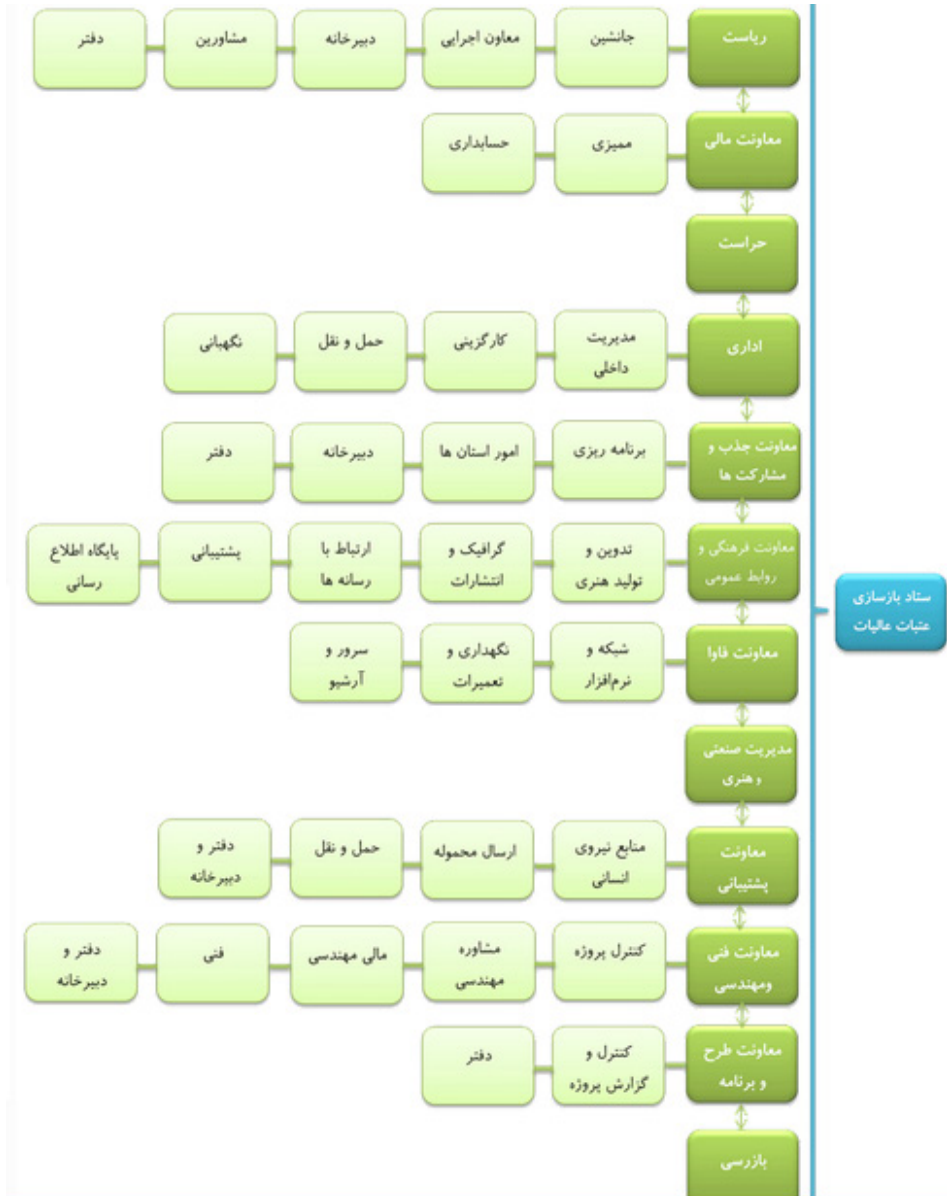 ریاست
جانشین
معاون اجرایی
دبیرخانه
مشاورین
دفتر
معاونت مالی
ممیزی
حسابداری
حراست
اداری
مدیریت
داخلی
کارگزینی
حمل و نقل
نگهبانی
معاونت جذب و
مشارکت ها
برنامه ریزی
امور استان ها
دبیرخانه
دفتر
معاونت فرهنگی و
روابط عمومی
تدوین و
تولید هنری
گرافیک و
انتشارات
ارتباط با
رسانه ها
پشتیبانی
پایگاه اطلاع
رسانی
ستاد بازسازی
عتبات عالیات
معاونت فاوا
شبکه و
نرم‌افزار
نگهداری و
تعمیرات
سرور و
آرشیو
مدیریت صنعتی
و هنری
معاونت
پشتیبانی
منابع نیروی
انسانی
ارسال محموله
حمل و نقل
دفتر و
دبیرخانه
معاونت فنی
ومهندسی
کنترل پروژه
مشاوره
مهندسی
مالی مهندسی
فنی
دفتر و
دبیرخانه
معاونت طرح
و برنامه
کنترل و
گزارش پروژه
دفتر
بازرسی